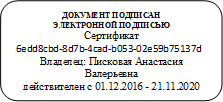 ДОКУМЕНТ ПОДПИСАН
ЭЛЕКТРОННОЙ ПОДПИСЬЮ
Сертификат
6edd8cbd-8d7b-4cad-b053-02e59b75137d
Владелец: Писковая Анастасия
Валерьевна
действителен с 01.12.2016 - 21.11.2020